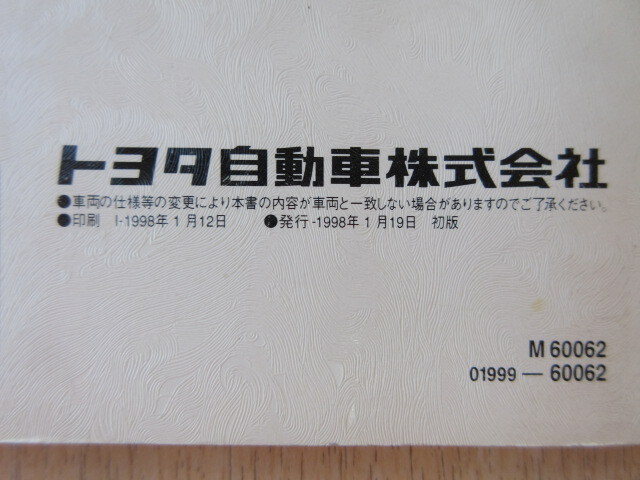 トヨタ自動車株式会社
●車両の仕様等の変更により本書の内容が車両と一致しない場合がありますのでご了承ください。
●印刷 I-1998年1月12日 ●発行-1998年1月19日 初版
M 60062
01999 — 60062